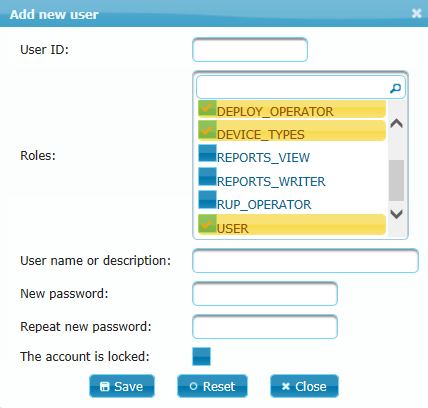 Add new user
User ID:
Roles:
DEPLOY_OPERATOR
DEVICE_TYPES
REPORTS_VIEW
REPORTS_WRITER
RUP_OPERATOR
USER
User name or description:
New password:
Repeat new password:
The account is locked:
Save Reset Close